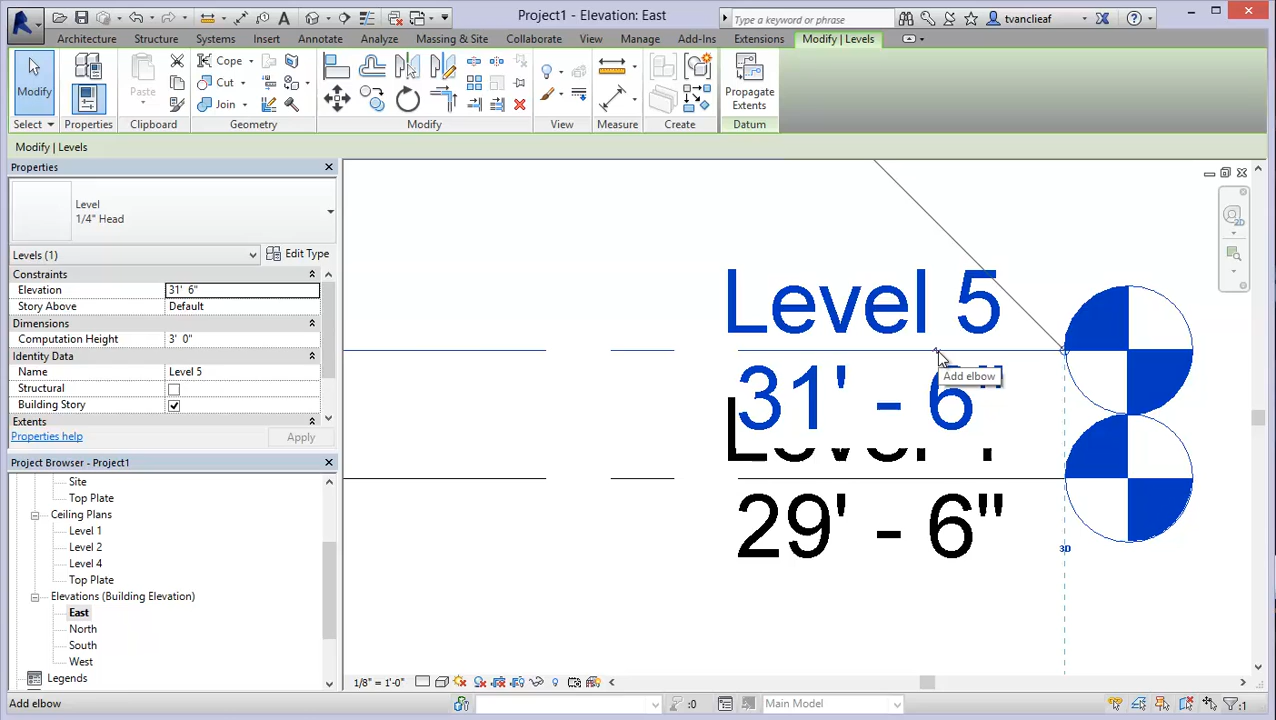 Project1 - Elevation: East
Type a keyword or phrase
tvanclieaf
Architecture Structure Systems Insert Annotate Analyze Massing & Site Collaborate View Manage Add-Ins Extensions Modify | Levels
Modify
Paste
Cope
Cut
Join
Propagate
Extents
Select Properties Clipboard Geometry Modify View Measure Create Datum
Modify | Levels
Properties
Level
1/4" Head
Levels (1)
Edit Type
Constraints
Elevation 31' 6"
Story Above Default
Dimensions
Computation Height 3' 0"
Identity Data
Name Level 5
Structural
Building Story
Extents
Properties help
Apply
Project Browser - Project1
Site
Top Plate
Ceiling Plans
Level 1
Level 2
Level 4
Top Plate
Elevations (Building Elevation)
East
North
South
West
Legends
Level 5
Add elbow
31' - 6"
29' - 6"
3D
2D
1/8" = 1'-0"
Add elbow
:0
Main Model
:1